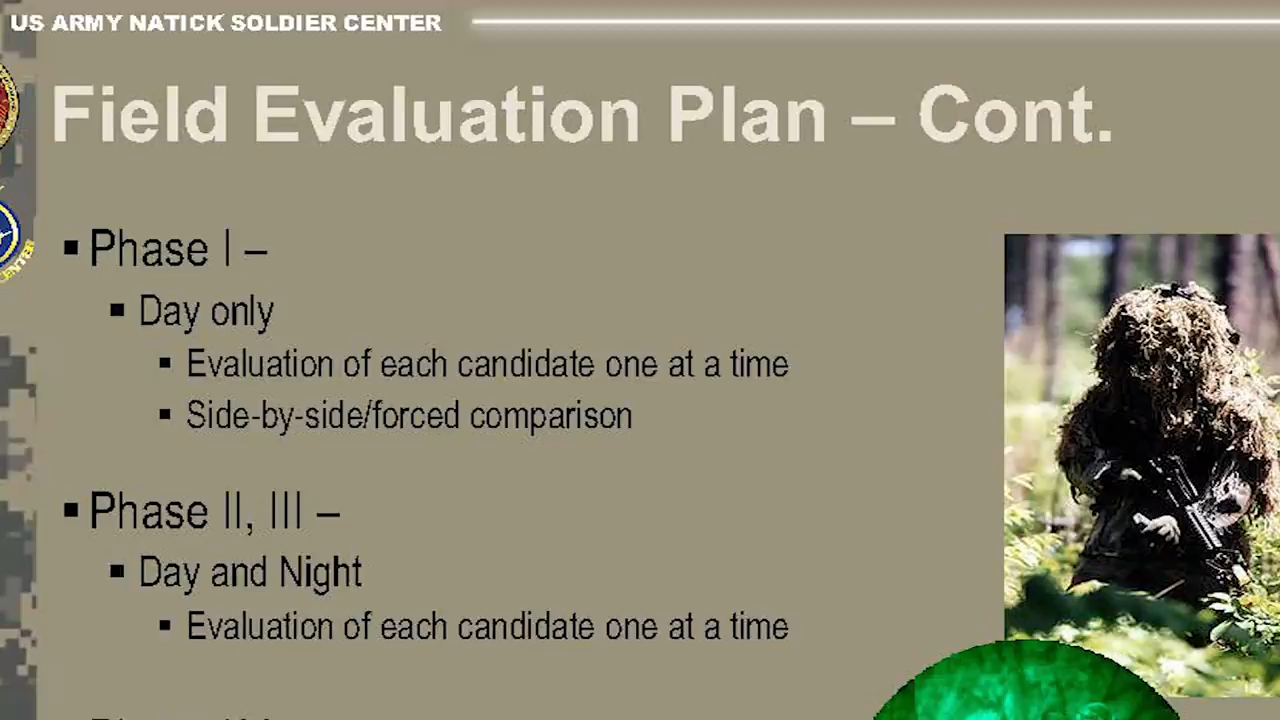 US ARMY NATICK SOLDIER CENTER
Field Evaluation Plan – Cont.
▪ Phase I –
▪ Day only
▪ Evaluation of each candidate one at a time
▪ Side-by-side/forced comparison
▪ Phase II, III –
▪ Day and Night
▪ Evaluation of each candidate one at a time